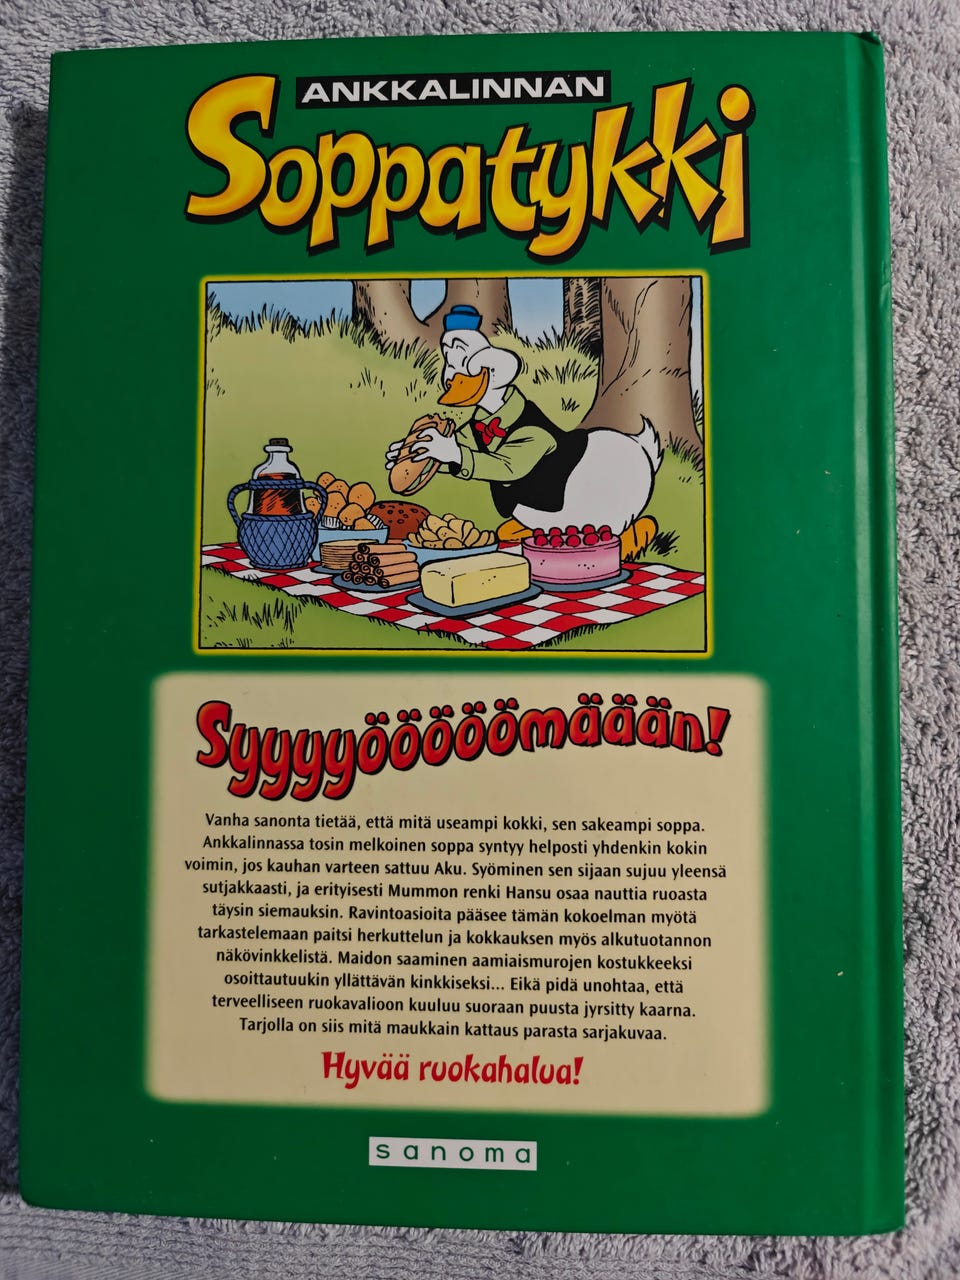 ANKKALINNAN
Soppatykki
Syyyyyööööömäään!
Vanha sanonta tietää, että mitä useampi kokki, sen sakeampi soppa.
Ankkalinnassa tosin melkoinen soppa syntyy helposti yhdenkin kokin
voimin, jos kauhan varteen sattuu Aku. Syöminen sen sijaan sujuu yleensä
sutjakkaasti, ja erityisesti Mummon renki Hansu osaa nauttia ruoasta
täysin siemauksin. Ravintoasioita pääsee tämän kokoelman myötä
tarkastelemaan paitsi herkuttelun ja kokkauksen myös alkutuotannon
näkövinkkelistä. Maidon saaminen aamiaismurojen kostukkeeksi
osoittautuukin yllättävän kinkkiseksi... Eikä pidä unohtaa, että
terveelliseen ruokavalioon kuuluu suoraan puusta jyrsitty kaarna.
Tarjolla on siis mitä maukkain kattaus parasta sarjakuvaa.
Hyvää ruokahalua!
sanoma